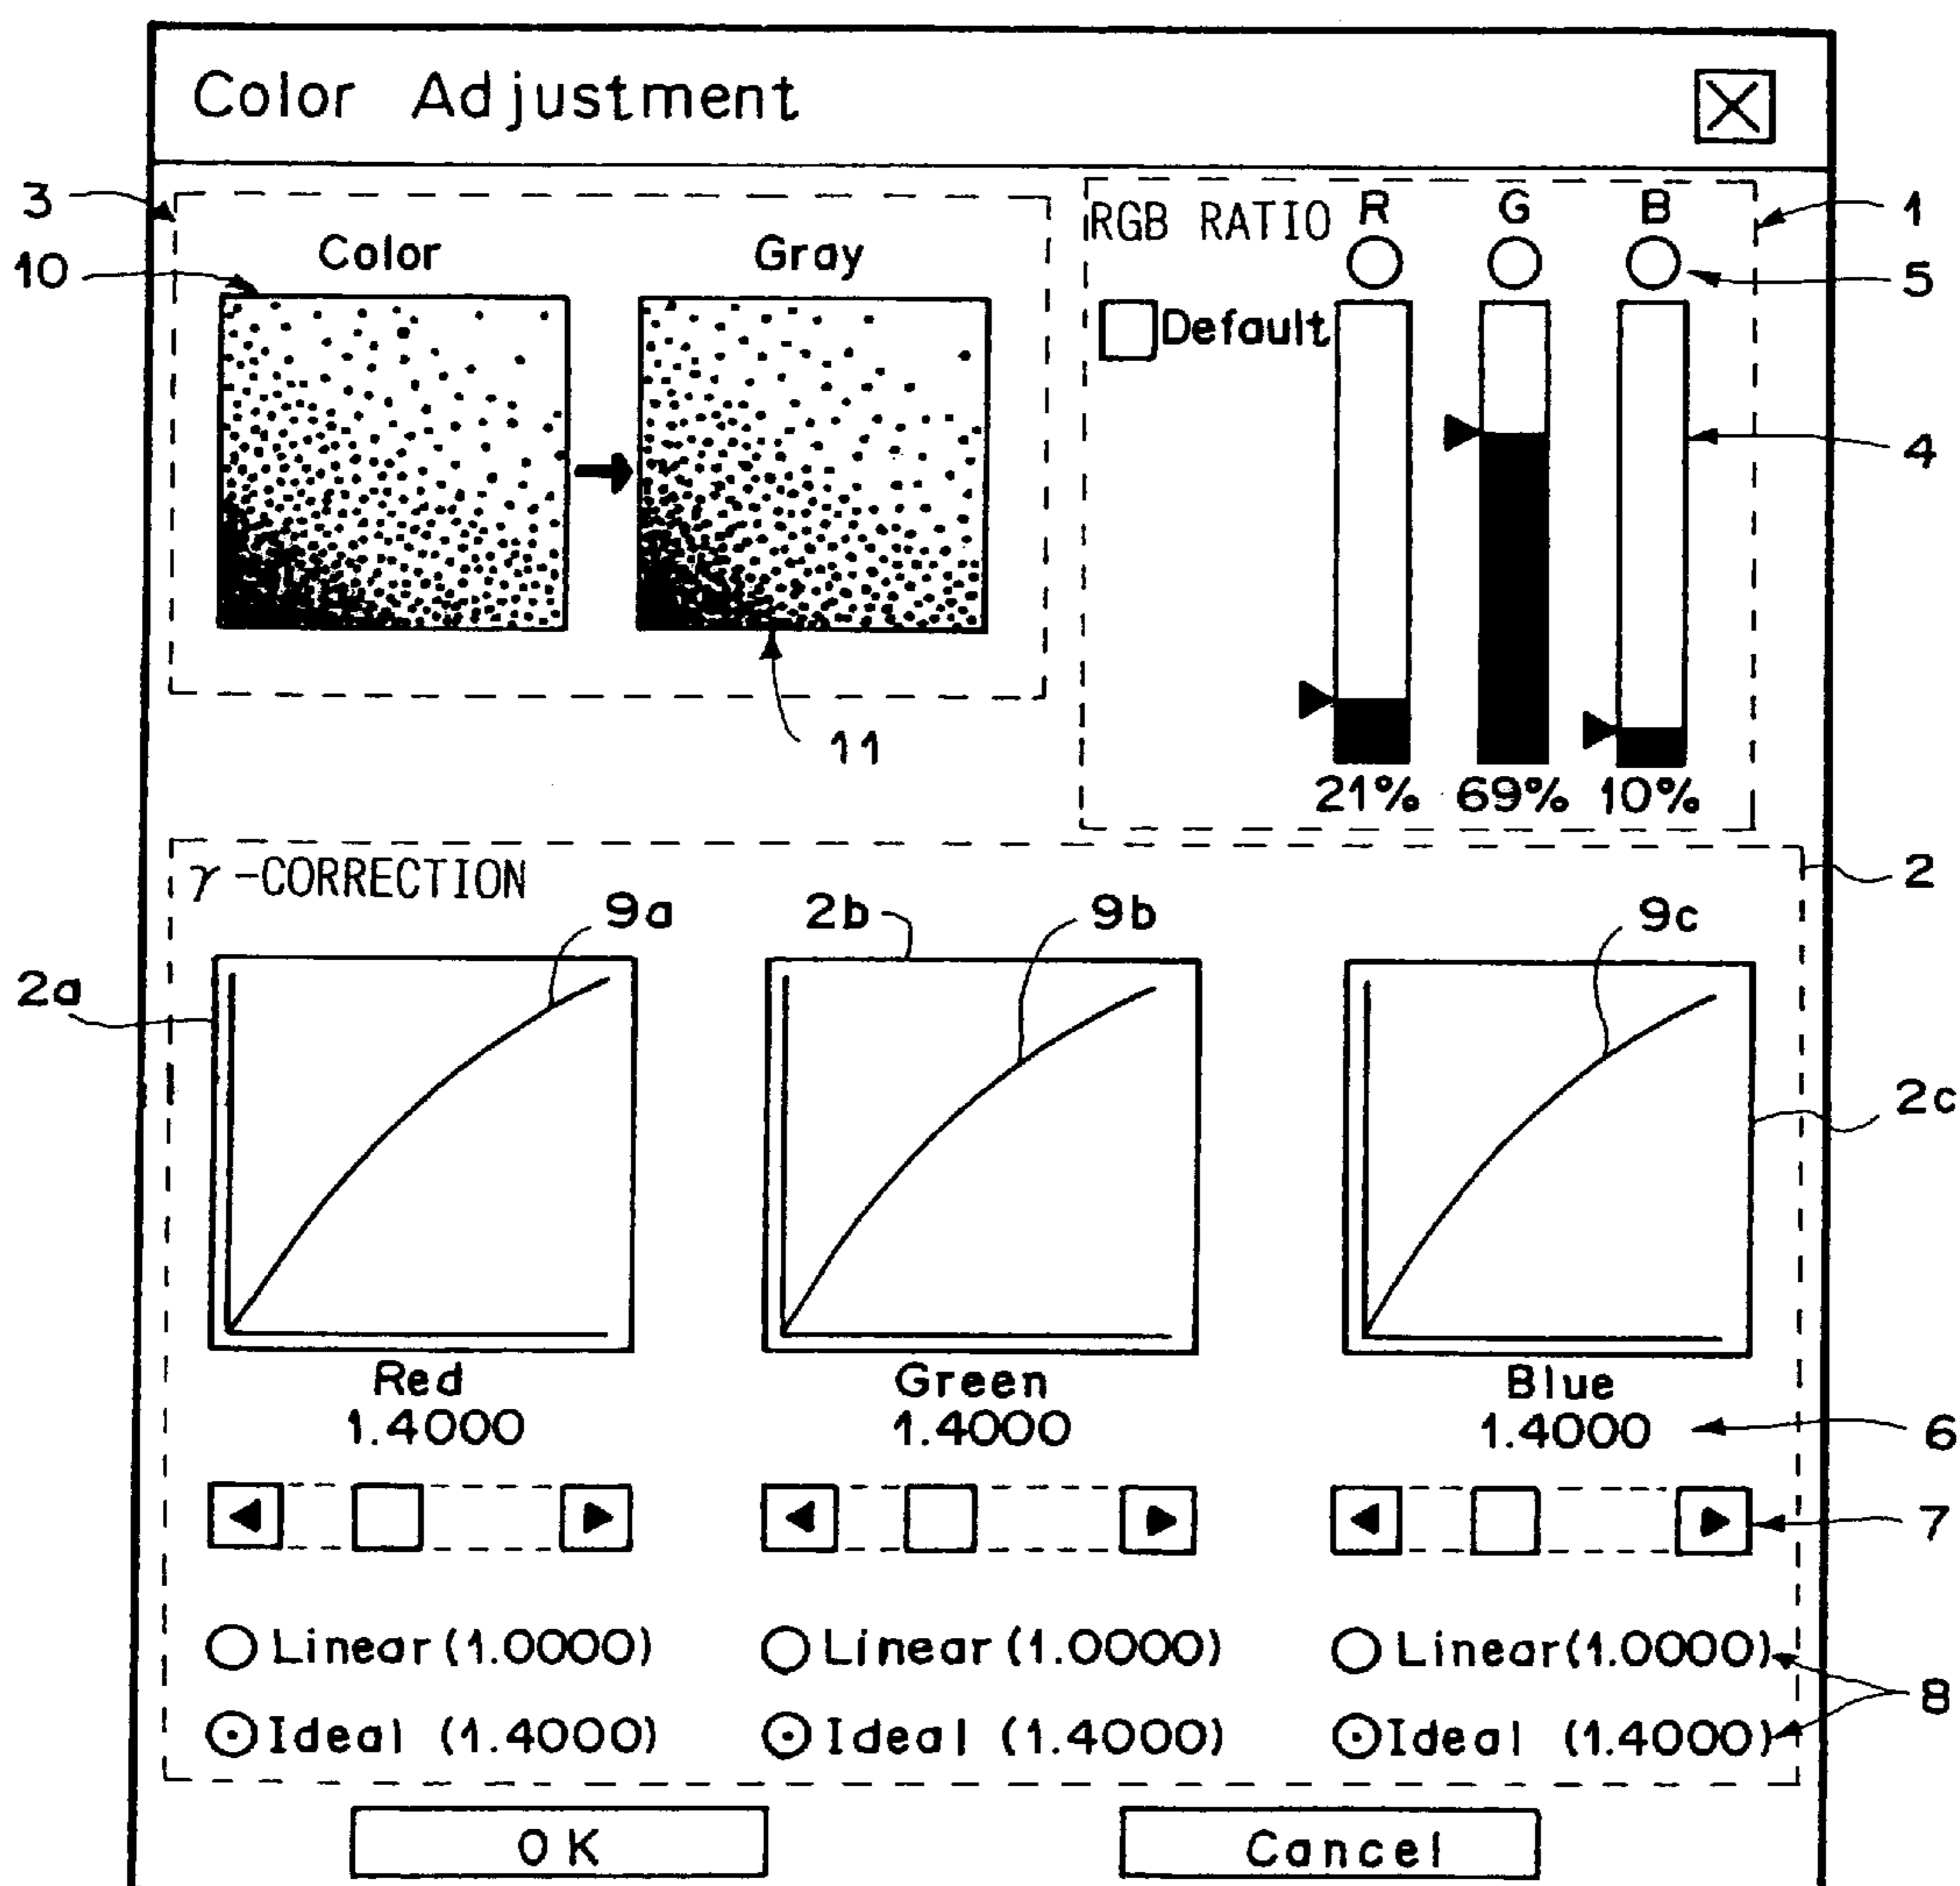 Color Adjustment
3
10
Color
Gray
11
RGB RATIO
R G B
Default
21% 69% 10%
1
5
4
γ-CORRECTION
2
9a
2b
9b
9c
2a
2c
Red
1.4000
Green
1.4000
Blue
1.4000
6
7
Linear (1.0000)
Linear (1.0000)
Linear (1.0000)
8
Ideal (1.4000)
Ideal (1.4000)
Ideal (1.4000)
OK
Cancel